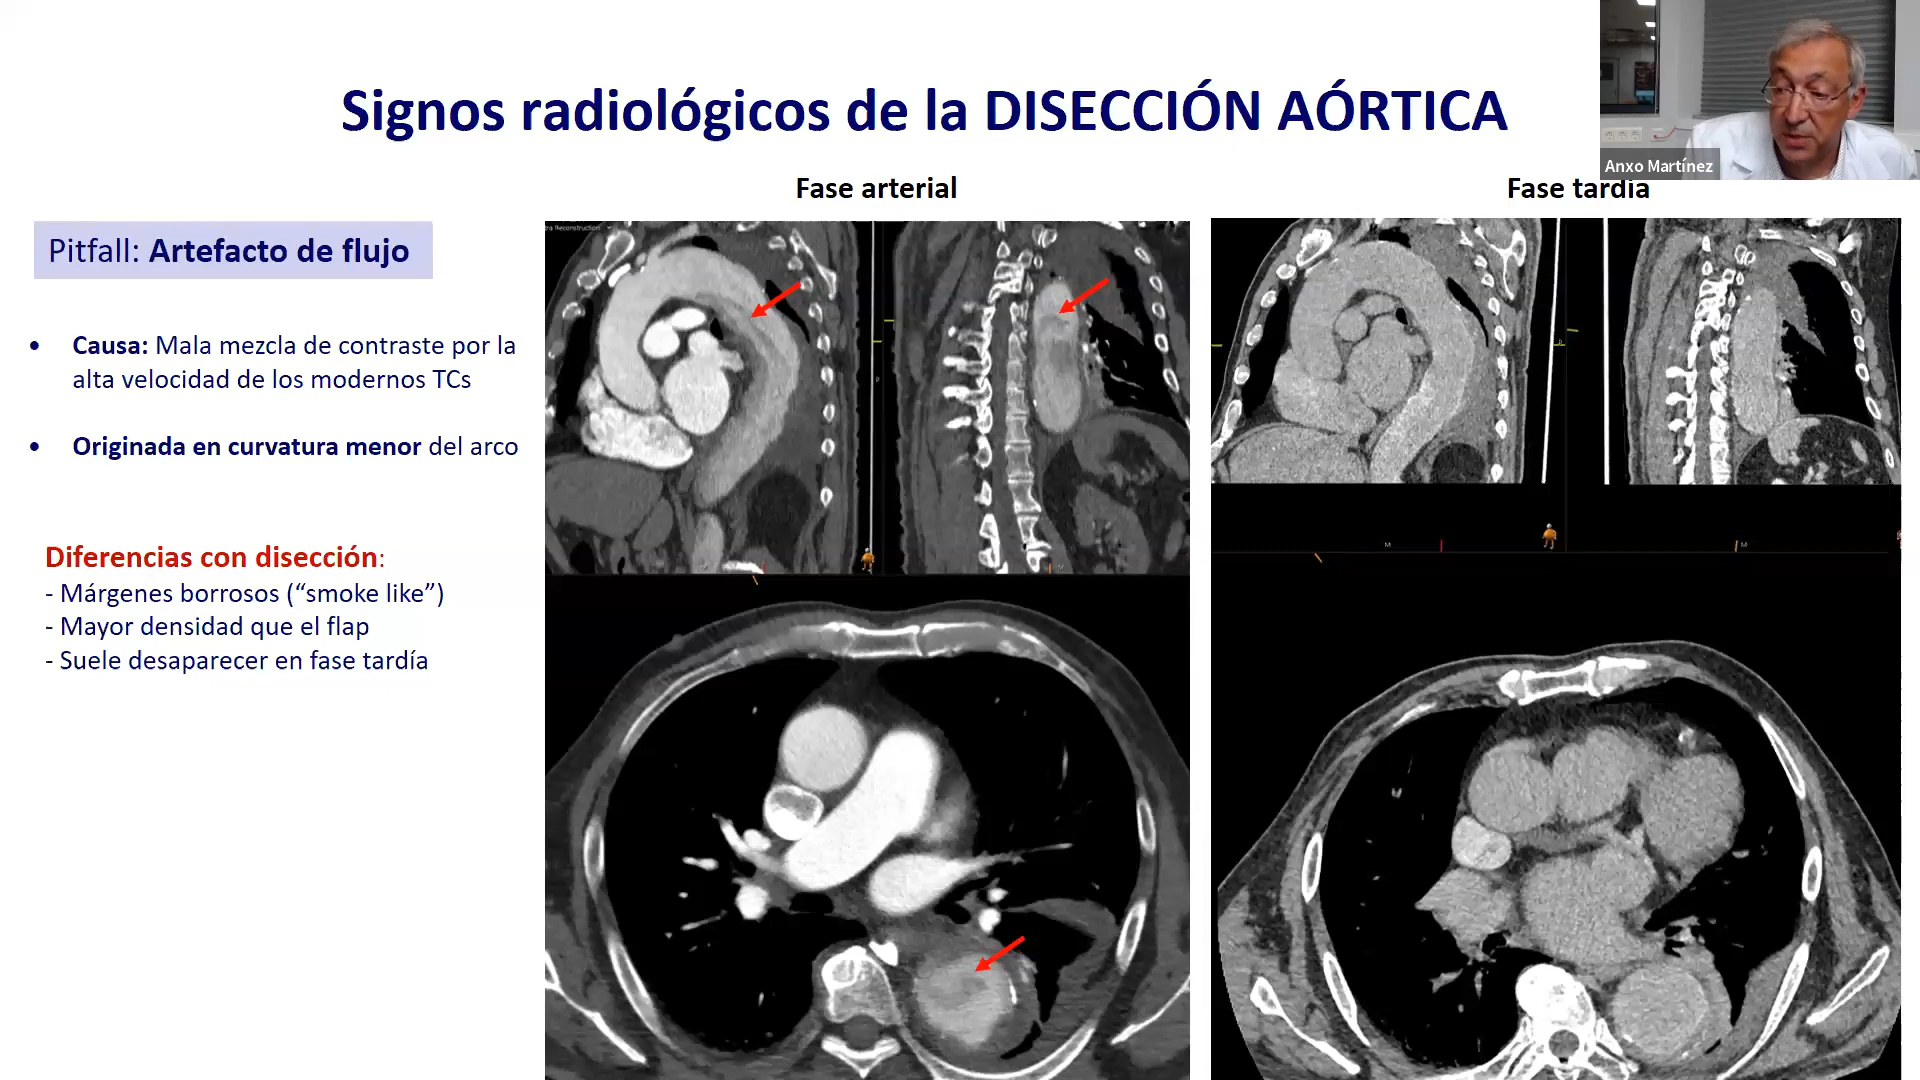 Signos radiológicos de la DISECCIÓN AÓRTICA
Anxo Martínez
Fase arterial
Fase tardía
Pitfall: Artefacto de flujo
• Causa: Mala mezcla de contraste por la
alta velocidad de los modernos TCs
• Originada en curvatura menor del arco
Diferencias con disección:
- Márgenes borrosos (“smoke like”)
- Mayor densidad que el flap
- Suele desaparecer en fase tardía
M
M